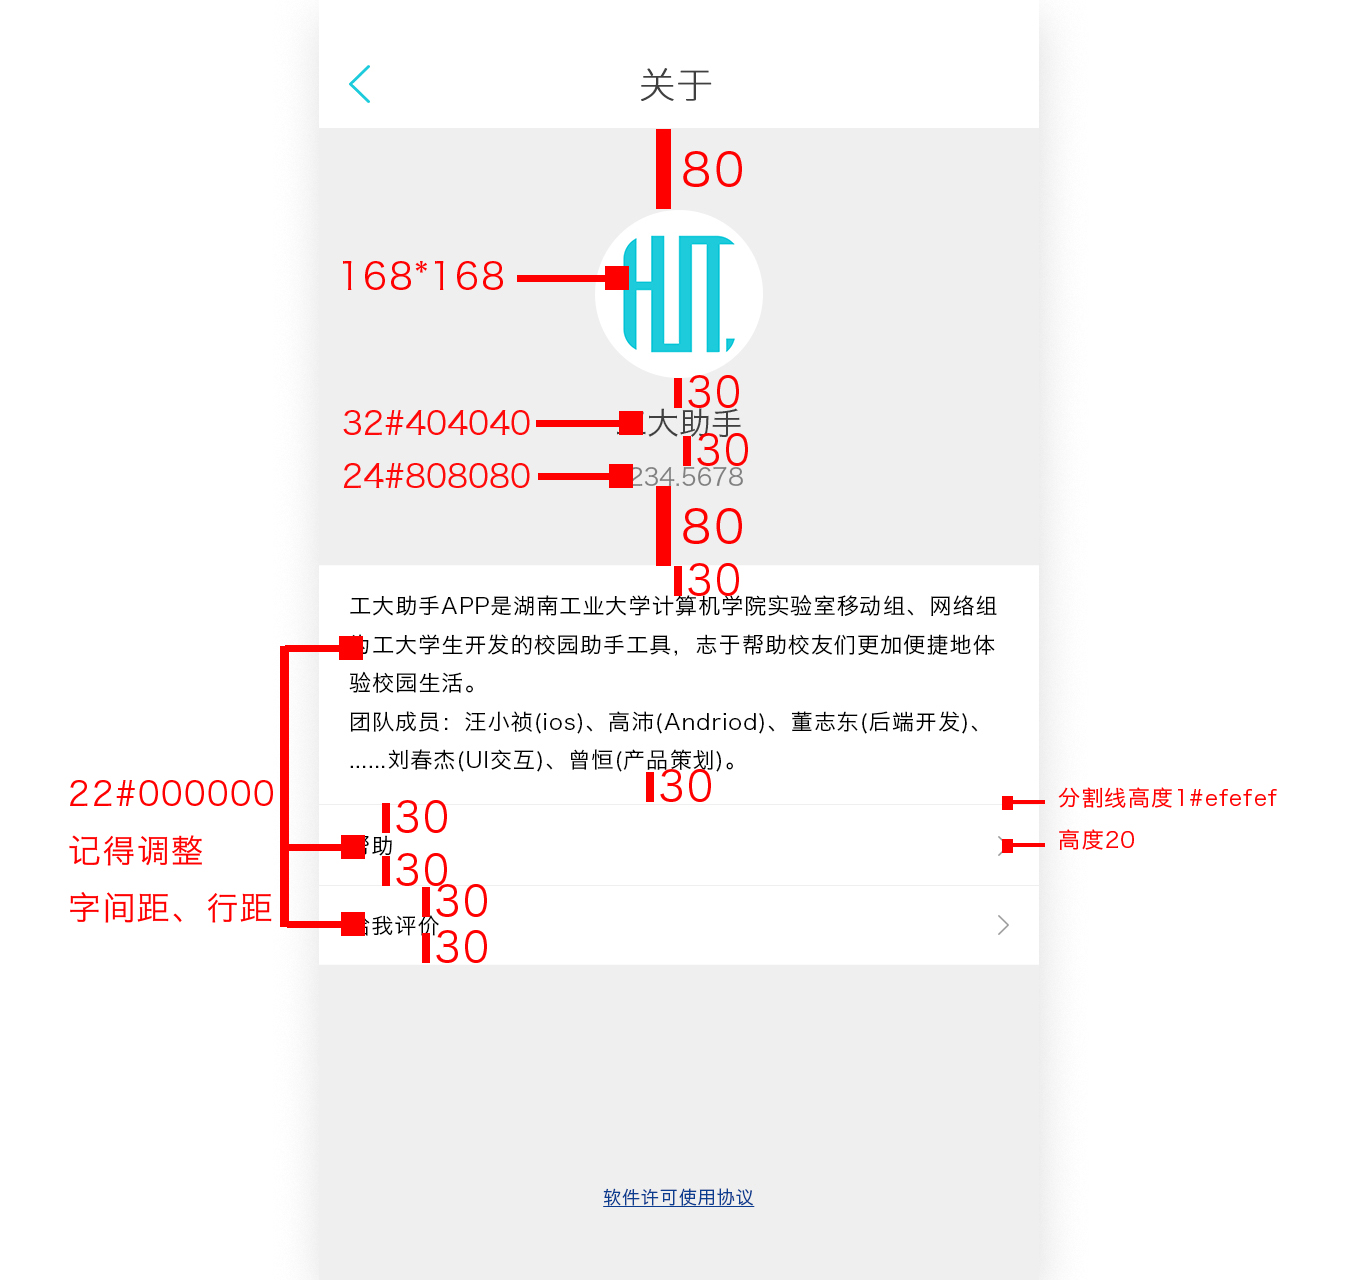 关于
80
168*168
HUT
30
32#404040
大助手
30
24#808080
234.5678
80
30
工大助手APP是湖南工业大学计算机学院实验室移动组、网络组
工大学生开发的校园助手工具，志于帮助校友们更加便捷地体
验校园生活。
团队成员：汪小祯(ios)、高沛(Andriod)、董志东(后端开发)、
……刘春杰(UI交互)、曾恒(产品策划)。
30
22#000000
记得调整
字间距、行距
分割线高度1#efefef
30
助
高度20
30
30
我评价
30
软件许可使用协议